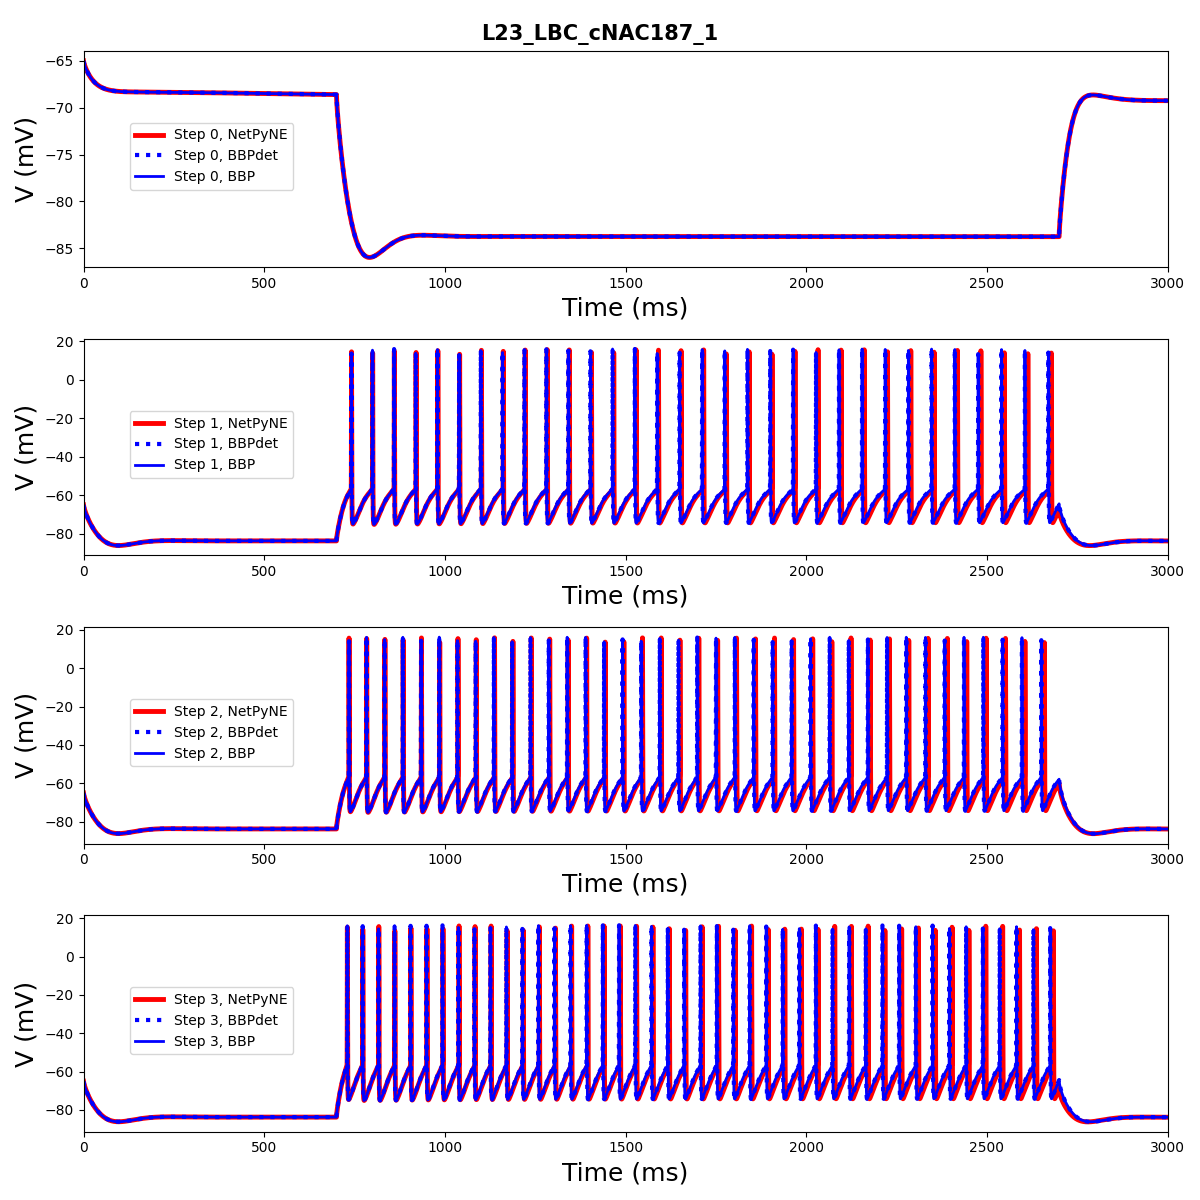 L23_LBC_cNAC187_1
−65
−70
−75
−80
−85
V (mV)
Step 0, NetPyNE
Step 0, BBPdet
Step 0, BBP
0 500 1000 1500 2000 2500 3000
Time (ms)
20
0
−20
−40
−60
−80
V (mV)
Step 1, NetPyNE
Step 1, BBPdet
Step 1, BBP
0 500 1000 1500 2000 2500 3000
Time (ms)
20
0
−20
−40
−60
−80
V (mV)
Step 2, NetPyNE
Step 2, BBPdet
Step 2, BBP
0 500 1000 1500 2000 2500 3000
Time (ms)
20
0
−20
−40
−60
−80
V (mV)
Step 3, NetPyNE
Step 3, BBPdet
Step 3, BBP
0 500 1000 1500 2000 2500 3000
Time (ms)